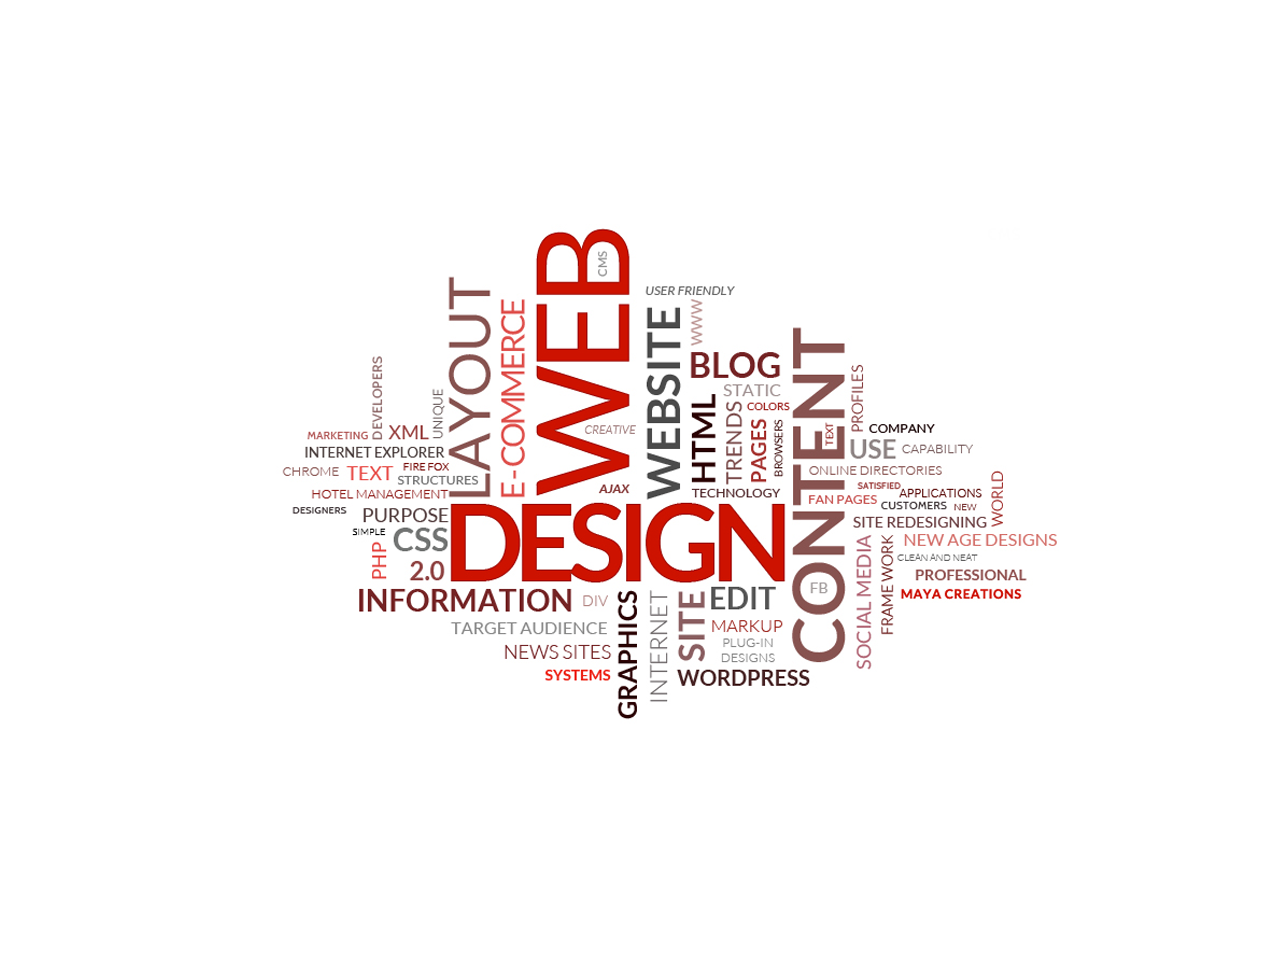 WEB
CMS
USER FRIENDLY
LAYOUT
E-COMMERCE
WEBSITE
WWW
BLOG
CONTENT
STATIC
COLORS
DEVELOPERS
UNIQUE
XML
MARKETING
CREATIVE
HTML
TRENDS
PAGES
BROWSERS
TEXT
PROFILES
COMPANY
USE
CAPABILITY
INTERNET EXPLORER
CHROME
TEXT
FIRE FOX
STRUCTURES
ONLINE DIRECTORIES
HOTEL MANAGEMENT
AJAX
TECHNOLOGY
SATISFIED
FAN PAGES
APPLICATIONS
WORLD
CUSTOMERS
NEW
DESIGNERS
PURPOSE
DESIGN
SITE REDESIGNING
SIMPLE
CSS
PHP
2.0
SOCIAL MEDIA
FRAME WORK
NEW AGE DESIGNS
CLEAN AND NEAT
PROFESSIONAL
MAYA CREATIONS
FB
INFORMATION
DIV
GRAPHICS
INTERNET
SITE
EDIT
TARGET AUDIENCE
MARKUP
NEWS SITES
PLUG-IN
DESIGNS
SYSTEMS
WORDPRESS